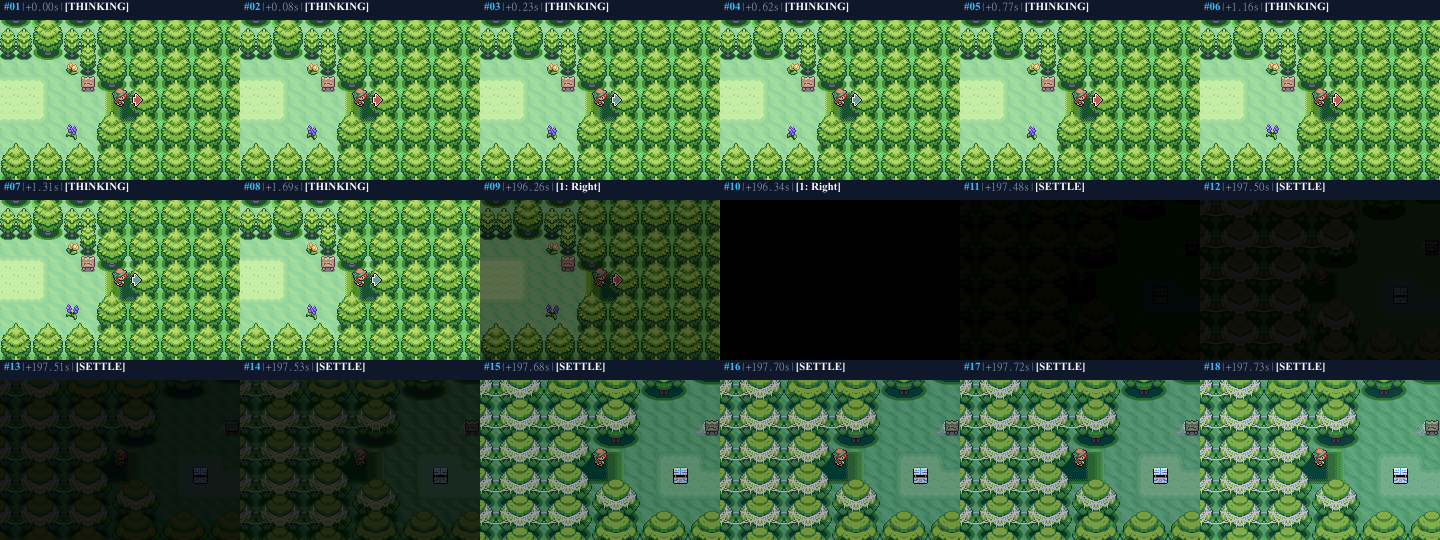 #01|+0.00s|[THINKING]
#02|+0.08s|[THINKING]
#03|+0.23s|[THINKING]
#04|+0.62s|[THINKING]
#05|+0.77s|[THINKING]
#06|+1.16s|[THINKING]
#07|+1.31s|[THINKING]
#08|+1.69s|[THINKING]
#09|+196.26s|[1: Right]
#10|+196.34s|[1: Right]
#11|+197.48s|[SETTLE]
#12|+197.50s|[SETTLE]
#13|+197.51s|[SETTLE]
#14|+197.53s|[SETTLE]
#15|+197.68s|[SETTLE]
#16|+197.70s|[SETTLE]
#17|+197.72s|[SETTLE]
#18|+197.73s|[SETTLE]